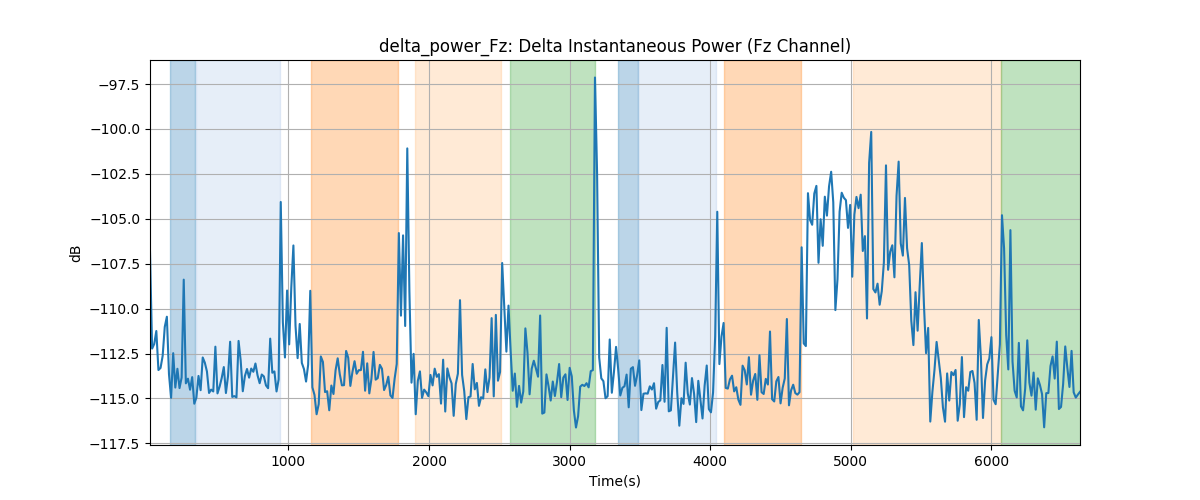 delta_power_Fz: Delta Instantaneous Power (Fz Channel)
−97.5
−100.0
−102.5
−105.0
−107.5
−110.0
−112.5
−115.0
−117.5
dB
1000 2000 3000 4000 5000 6000
Time(s)